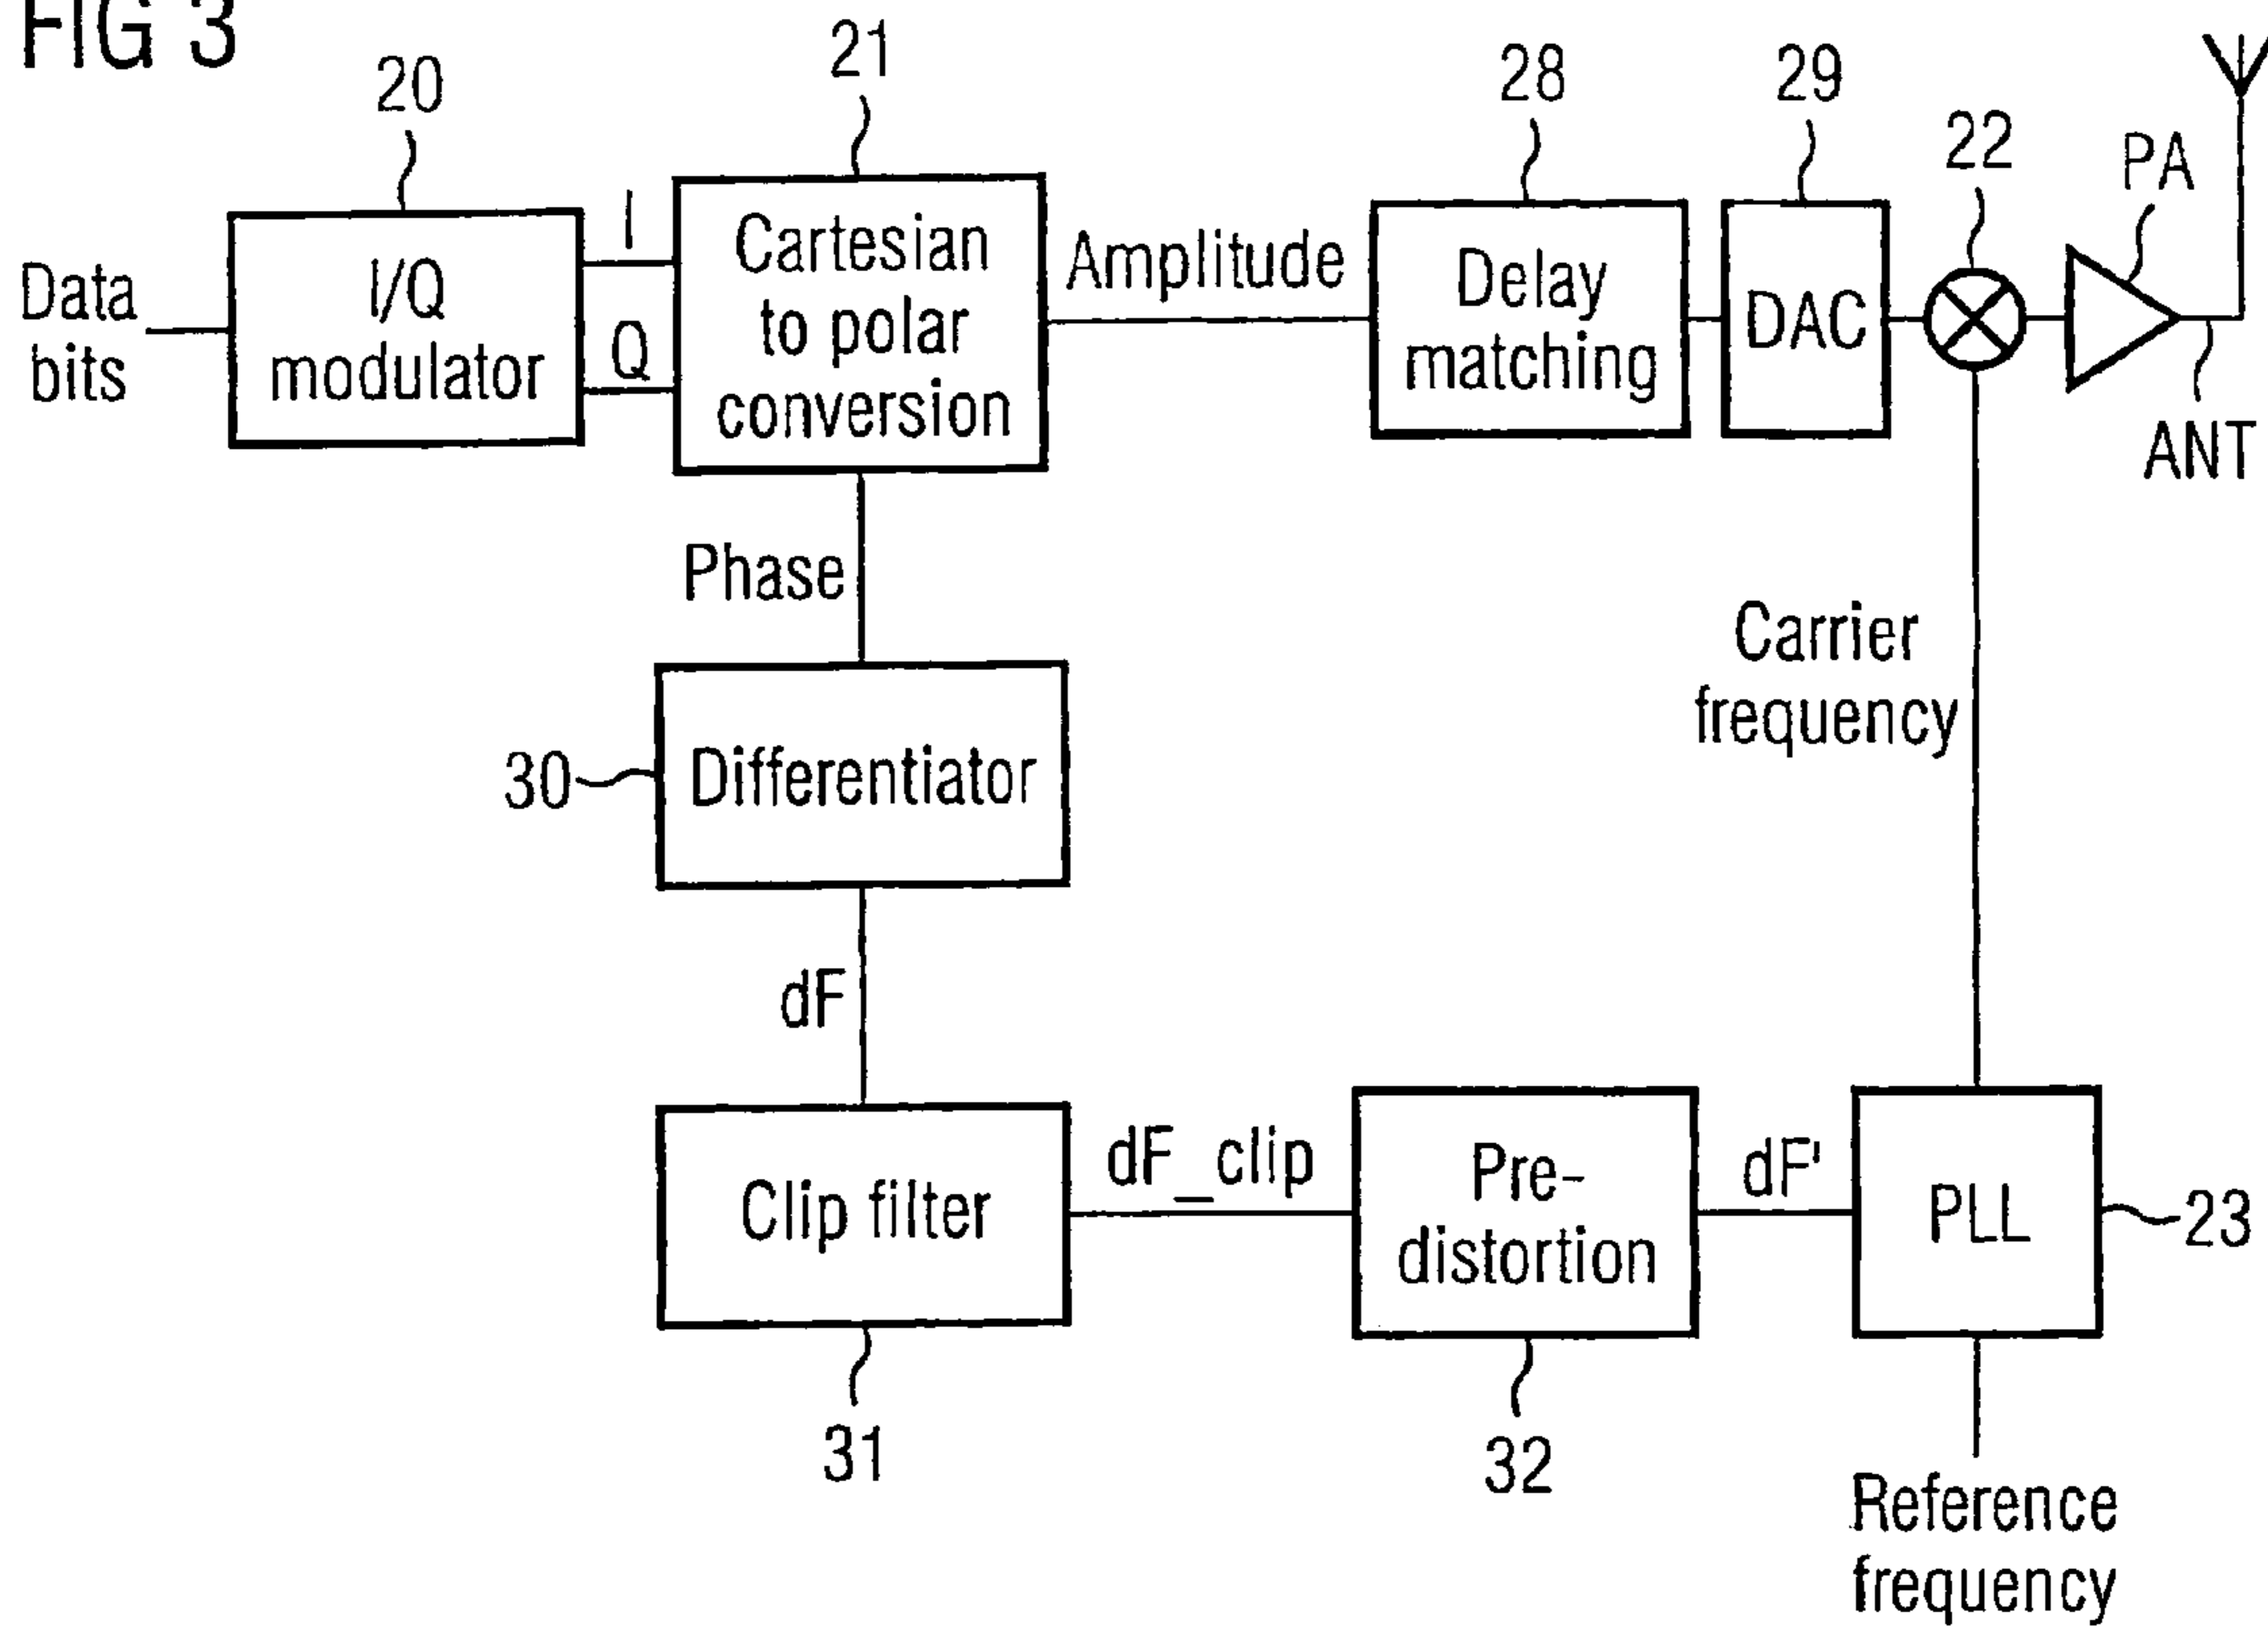 FIG 3
20
21
28
29
22
PA
Data
bits
I/Q
modulator
I
Q
Cartesian
to polar
conversion
Amplitude
Delay
matching
DAC
ANT
Phase
Carrier
frequency
30
Differentiator
dF
Clip filter
dF_clip
Pre-
distortion
dF'
PLL
23
31
32
Reference
frequency